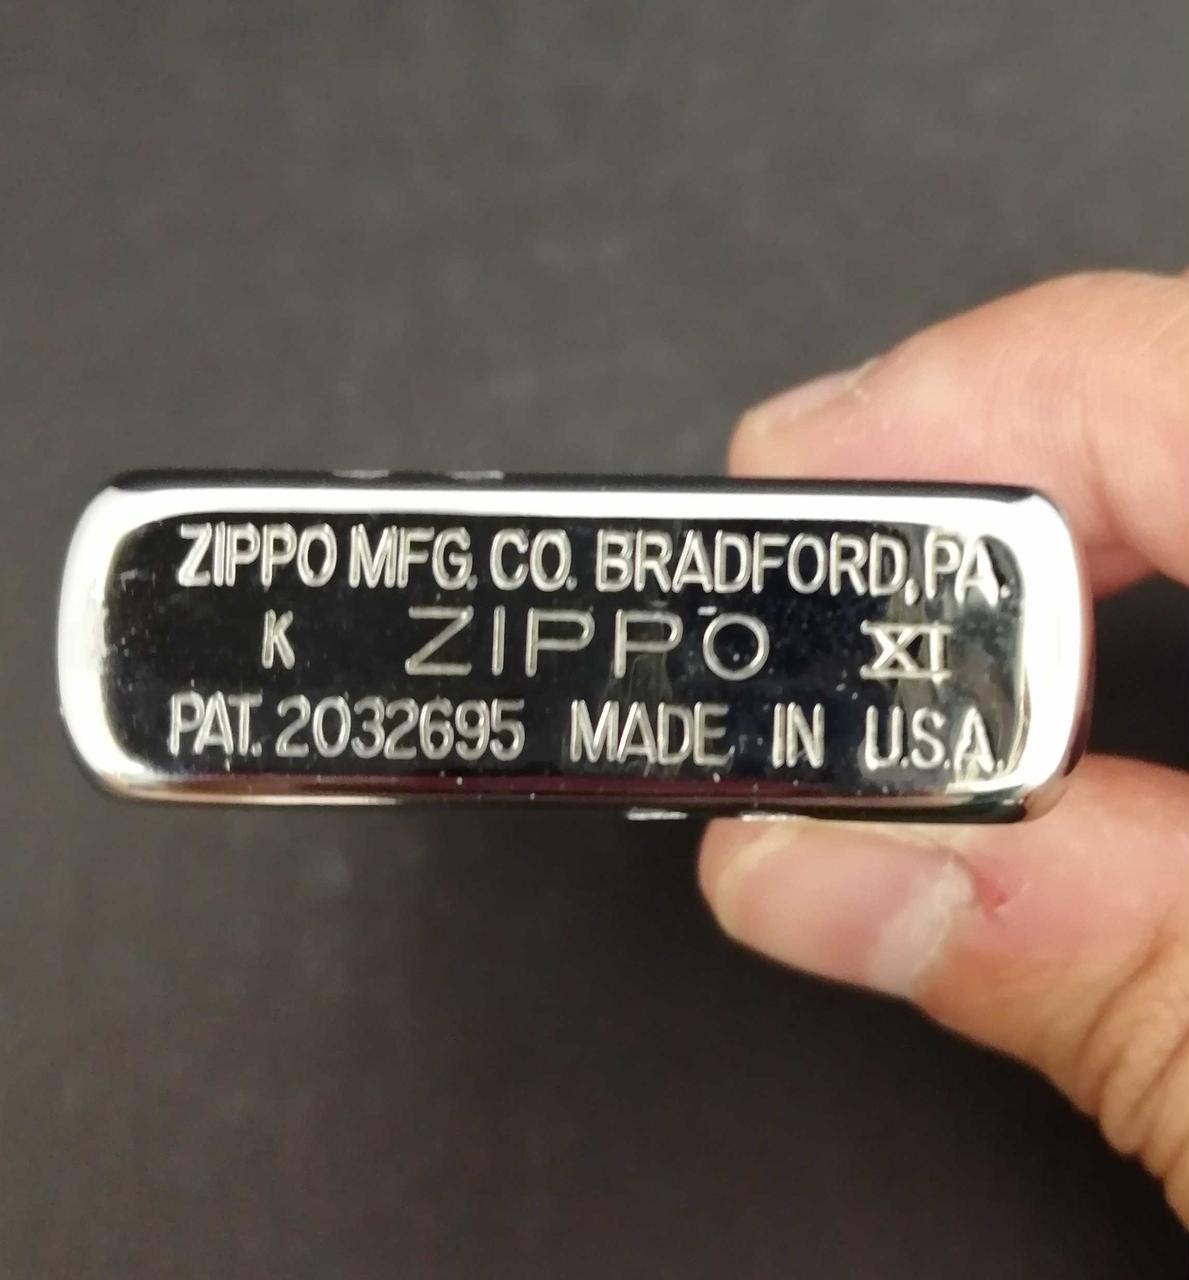 ZIPPO MFG. CO. BRADFORD, PA.
K ZIPPO XI
PAT. 2032695 MADE IN U.S.A.